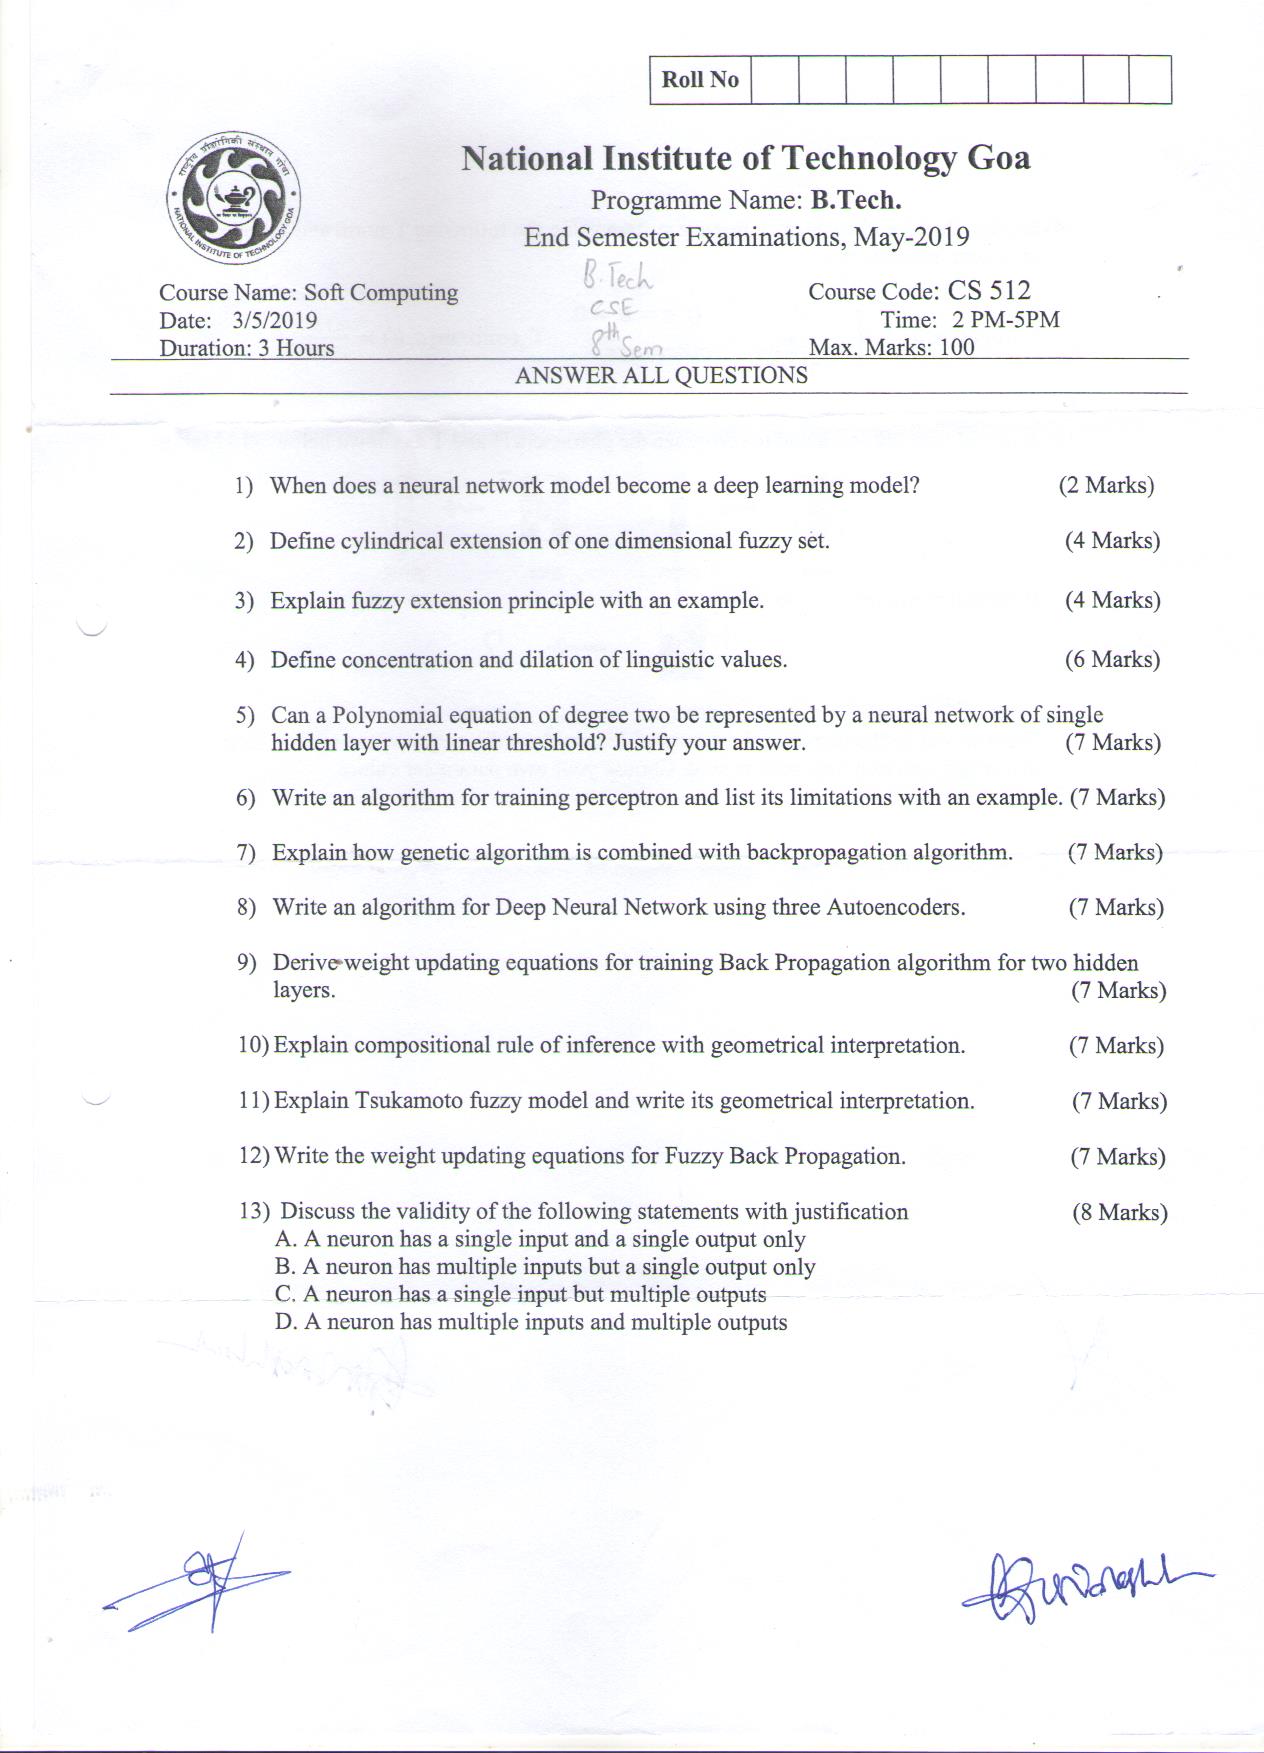 Roll No
राष्ट्रीय प्रौद्योगिकी संस्थान गोवा
NATIONAL INSTITUTE OF TECHNOLOGY GOA
National Institute of Technology Goa
Programme Name: B.Tech.
End Semester Examinations, May-2019
B.Tech
CSE
8th Sem
Course Name: Soft Computing Course Code: CS 512
Date: 3/5/2019 Time: 2 PM-5PM
Duration: 3 Hours Max. Marks: 100
ANSWER ALL QUESTIONS
1) When does a neural network model become a deep learning model? (2 Marks)
2) Define cylindrical extension of one dimensional fuzzy set. (4 Marks)
3) Explain fuzzy extension principle with an example. (4 Marks)
4) Define concentration and dilation of linguistic values. (6 Marks)
5) Can a Polynomial equation of degree two be represented by a neural network of single
hidden layer with linear threshold? Justify your answer. (7 Marks)
6) Write an algorithm for training perceptron and list its limitations with an example. (7 Marks)
7) Explain how genetic algorithm is combined with backpropagation algorithm. (7 Marks)
8) Write an algorithm for Deep Neural Network using three Autoencoders. (7 Marks)
9) Derive weight updating equations for training Back Propagation algorithm for two hidden
layers. (7 Marks)
10) Explain compositional rule of inference with geometrical interpretation. (7 Marks)
11) Explain Tsukamoto fuzzy model and write its geometrical interpretation. (7 Marks)
12) Write the weight updating equations for Fuzzy Back Propagation. (7 Marks)
13) Discuss the validity of the following statements with justification (8 Marks)
A. A neuron has a single input and a single output only
B. A neuron has multiple inputs but a single output only
C. A neuron has a single input but multiple outputs
D. A neuron has multiple inputs and multiple outputs